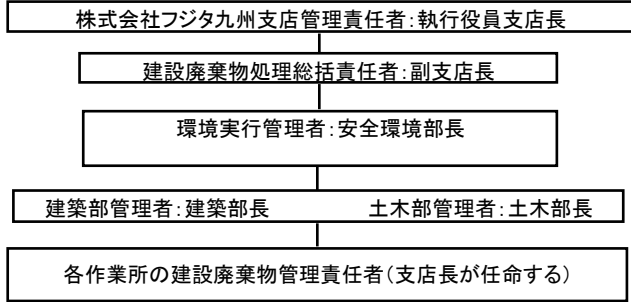 株式会社フジタ九州支店管理責任者：執行役員支店長
建設廃棄物処理総括責任者：副支店長
環境実行管理者：安全環境部長
建築部管理者：建築部長　　　　土木部管理者：土木部長
各作業所の建設廃棄物管理責任者（支店長が任命する）